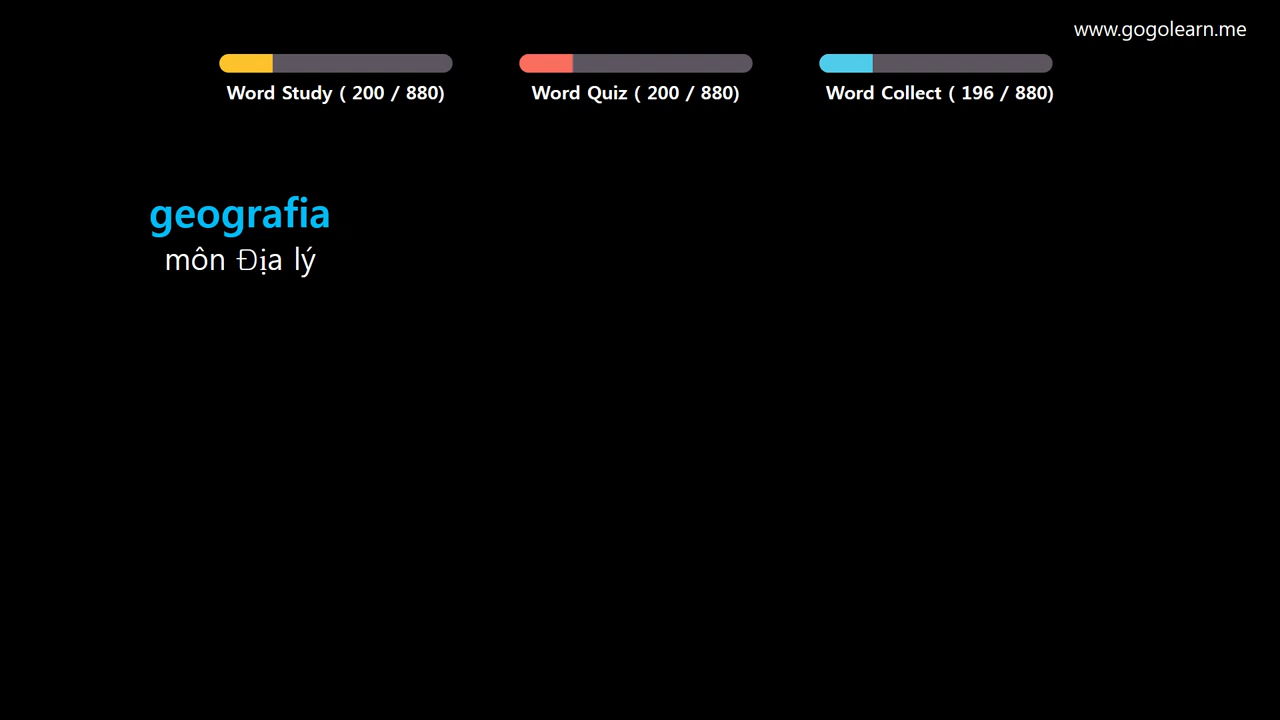 www.gogolearn.me
Word Study ( 200 / 880)
Word Quiz ( 200 / 880)
Word Collect ( 196 / 880)
geografia
môn Địa lý